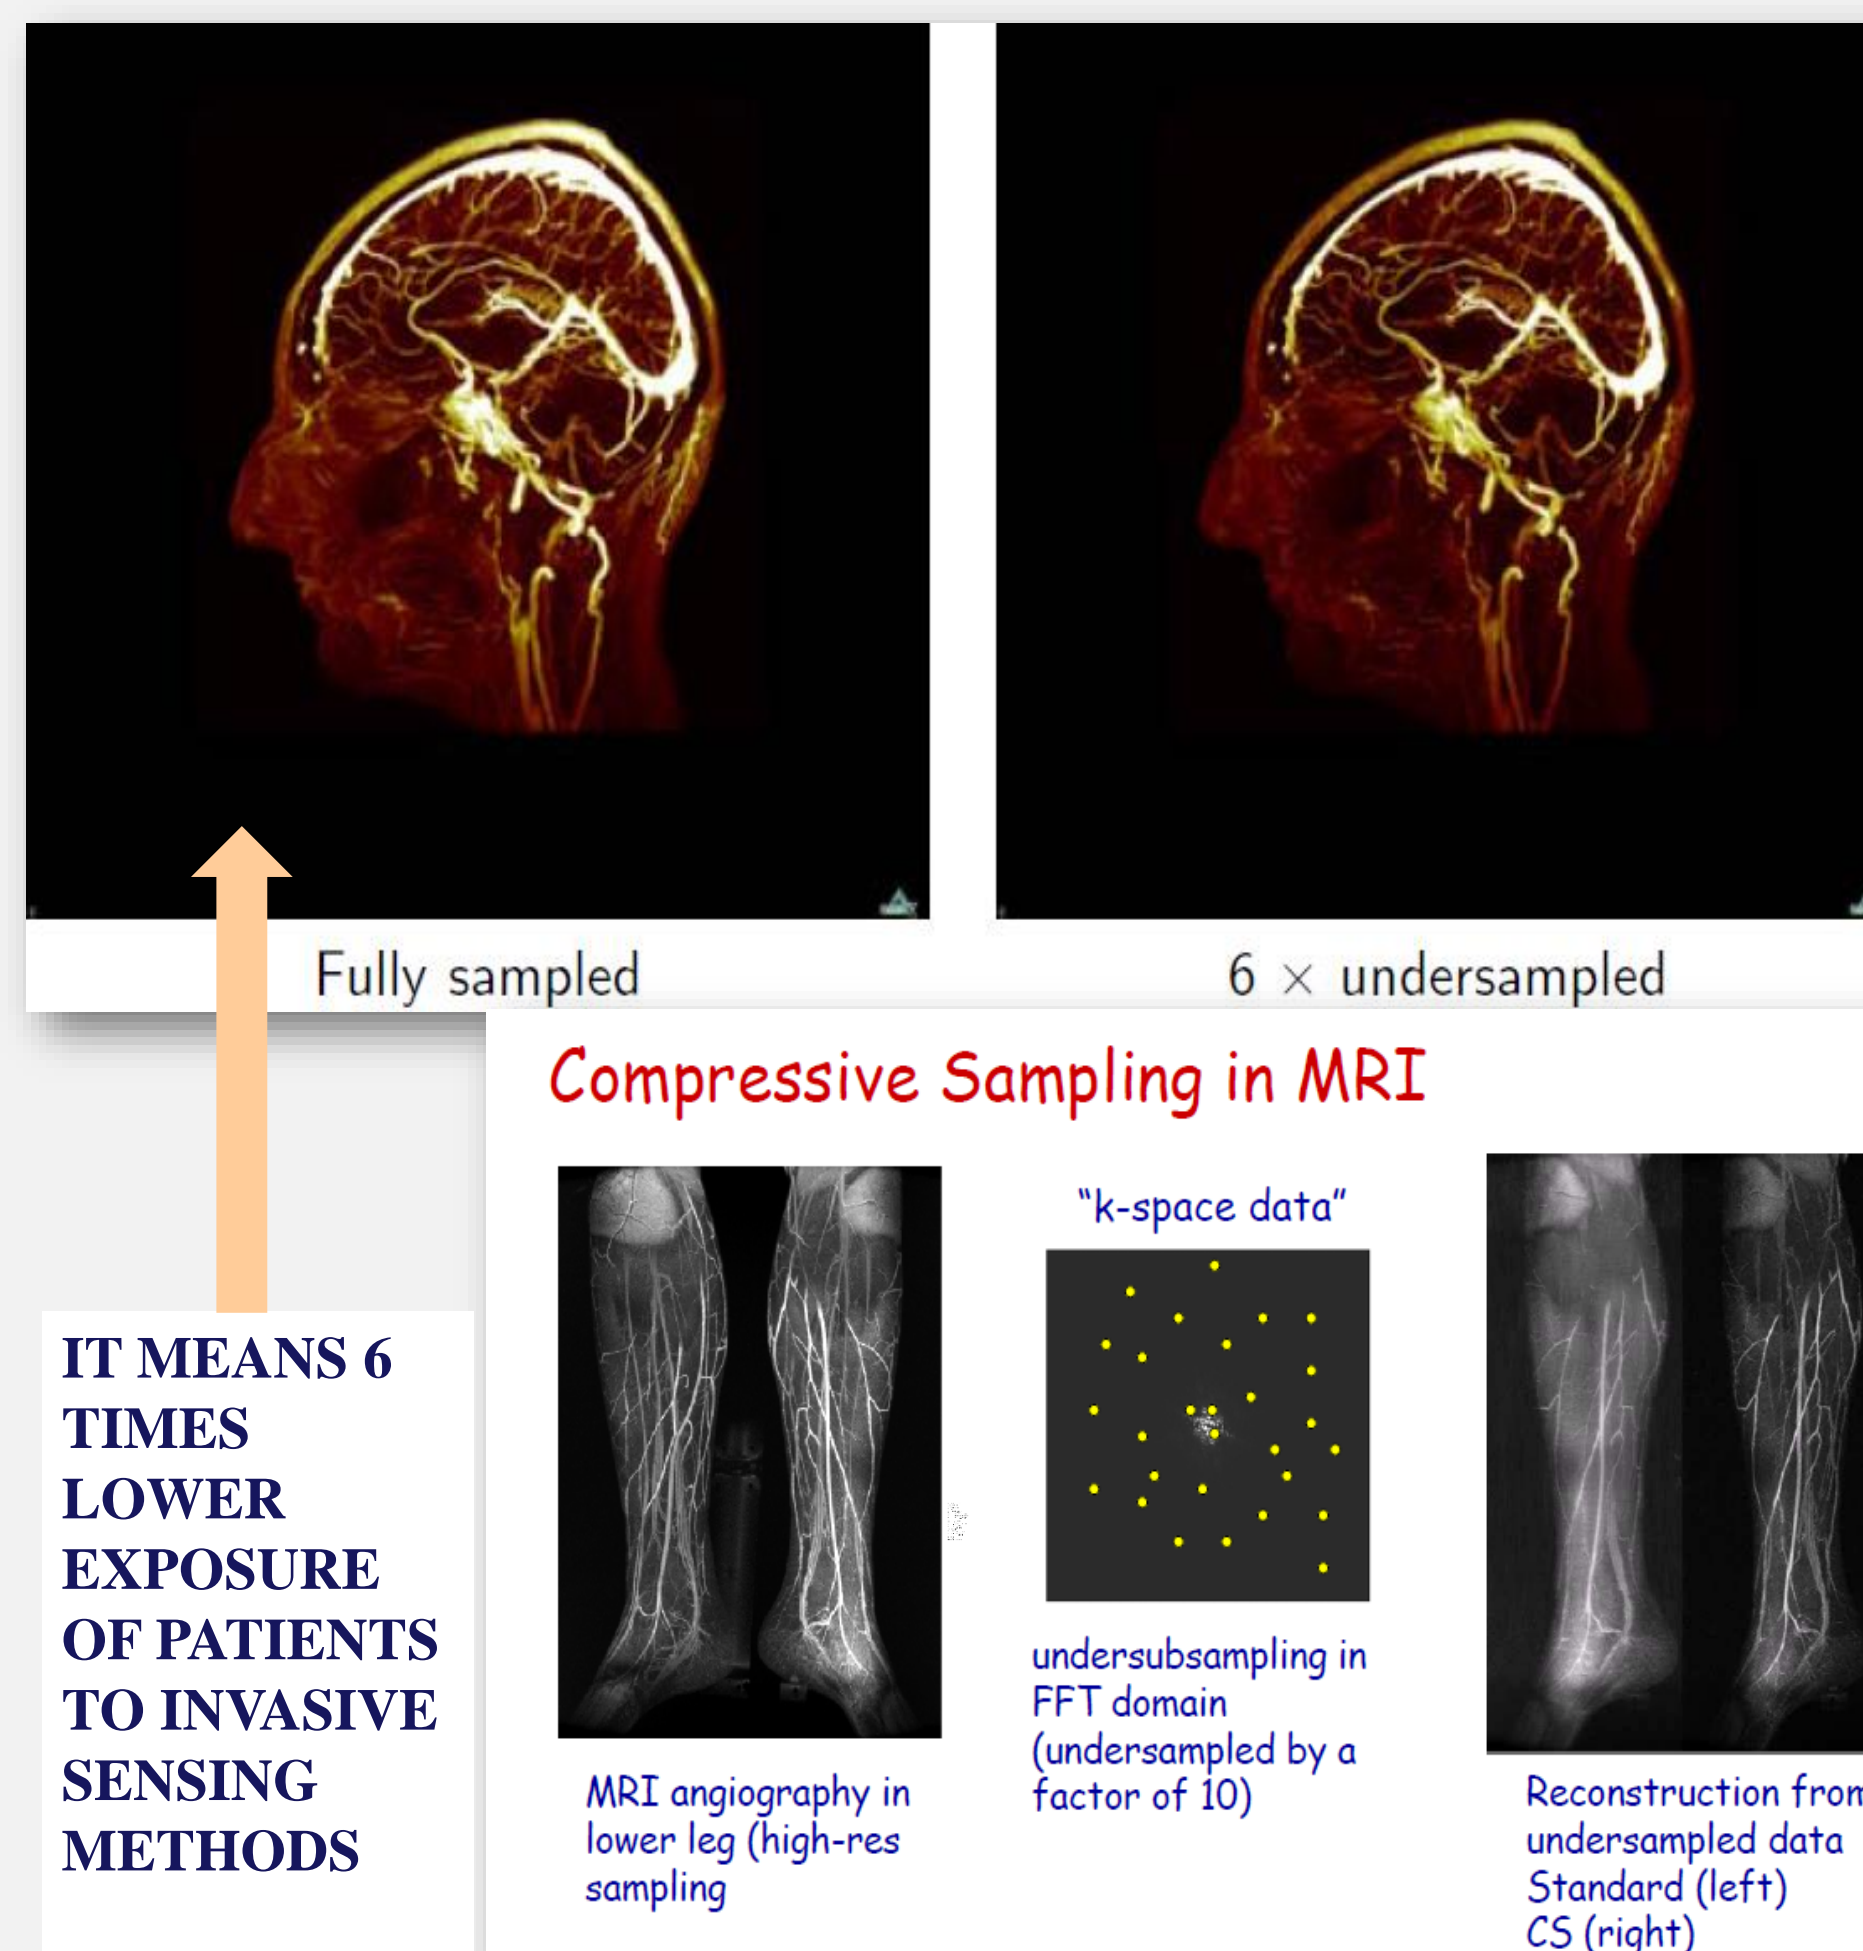 Fully sampled
6 × undersampled
Compressive Sampling in MRI
"k-space data"
undersubsampling in
FFT domain
(undersampled by a
factor of 10)
MRI angiography in
lower leg (high-res
sampling
Reconstruction from
undersampled data
Standard (left)
CS (right)
IT MEANS 6
TIMES
LOWER
EXPOSURE
OF PATIENTS
TO INVASIVE
SENSING
METHODS